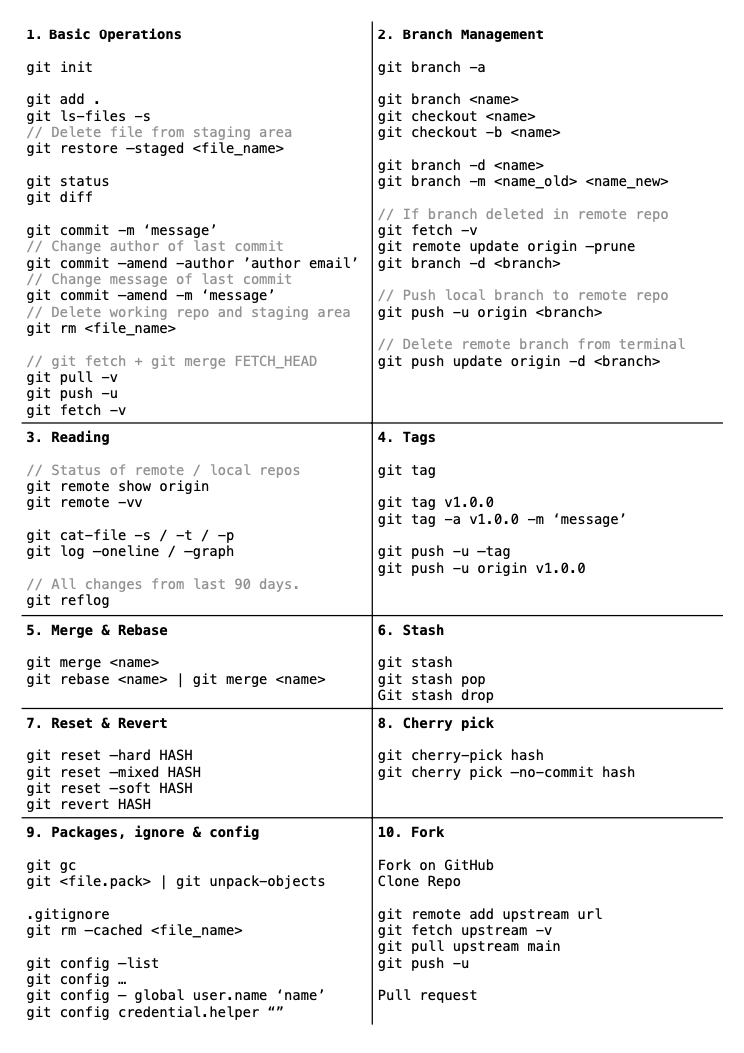 1. Basic Operations
git init
git add .
git ls-files -s
// Delete file from staging area
git restore —staged <file_name>
git status
git diff
git commit -m ‘message’
// Change author of last commit
git commit —amend -author ’author email’
// Change message of last commit
git commit —amend -m ‘message’
// Delete working repo and staging area
git rm <file_name>
// git fetch + git merge FETCH_HEAD
git pull -v
git push -u
git fetch -v
2. Branch Management
git branch -a
git branch <name>
git checkout <name>
git checkout -b <name>
git branch -d <name>
git branch -m <name_old> <name_new>
// If branch deleted in remote repo
git fetch -v
git remote update origin —prune
git branch -d <branch>
// Push local branch to remote repo
git push -u origin <branch>
// Delete remote branch from terminal
git push update origin -d <branch>
3. Reading
// Status of remote / local repos
git remote show origin
git remote -vv
git cat-file -s / -t / -p
git log —oneline / —graph
// All changes from last 90 days.
git reflog
4. Tags
git tag
git tag v1.0.0
git tag -a v1.0.0 -m ‘message’
git push -u —tag
git push -u origin v1.0.0
5. Merge & Rebase
git merge <name>
git rebase <name> | git merge <name>
6. Stash
git stash
git stash pop
Git stash drop
7. Reset & Revert
git reset —hard HASH
git reset —mixed HASH
git reset —soft HASH
git revert HASH
8. Cherry pick
git cherry-pick hash
git cherry pick —no-commit hash
9. Packages, ignore & config
git gc
git <file.pack> | git unpack-objects
.gitignore
git rm —cached <file_name>
git config —list
git config …
git config — global user.name ‘name’
git config credential.helper “”
10. Fork
Fork on GitHub
Clone Repo
git remote add upstream url
git fetch upstream -v
git pull upstream main
git push -u
Pull request